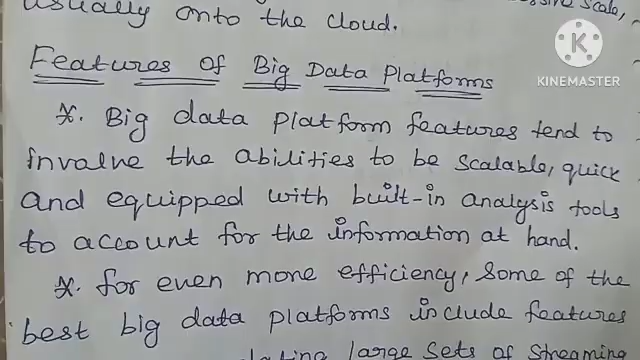 usually onto the cloud.
Features of Big Data Platforms
*. Big data platform features tend to
involve the abilities to be scalable, quick
and equipped with built-in analysis tools
to account for the information at hand.
*. for even more efficiency, some of the
best big data platforms include features
large sets of streaming
KINEMASTER